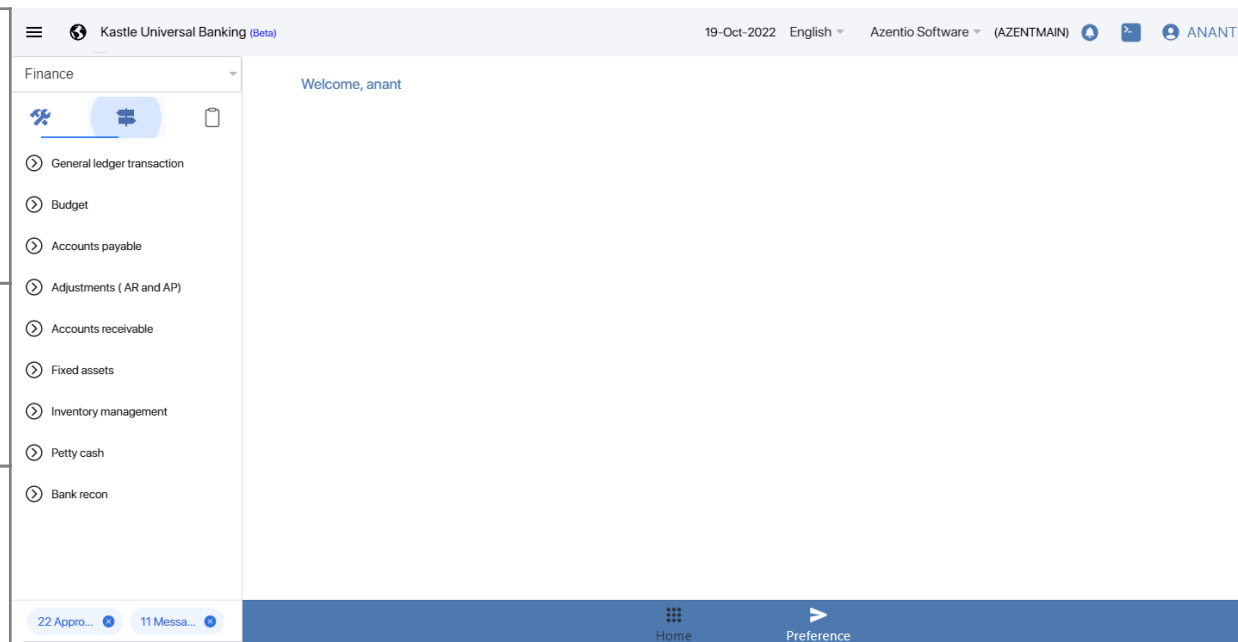 Kastle Universal Banking (Beta) 19-Oct-2022 English Azentio Software (AZENTMAIN) ANANT
Finance
Welcome, anant
General ledger transaction
Budget
Accounts payable
Adjustments ( AR and AP)
Accounts receivable
Fixed assets
Inventory management
Petty cash
Bank recon
22 Appro... 11 Messa...
Home Preference